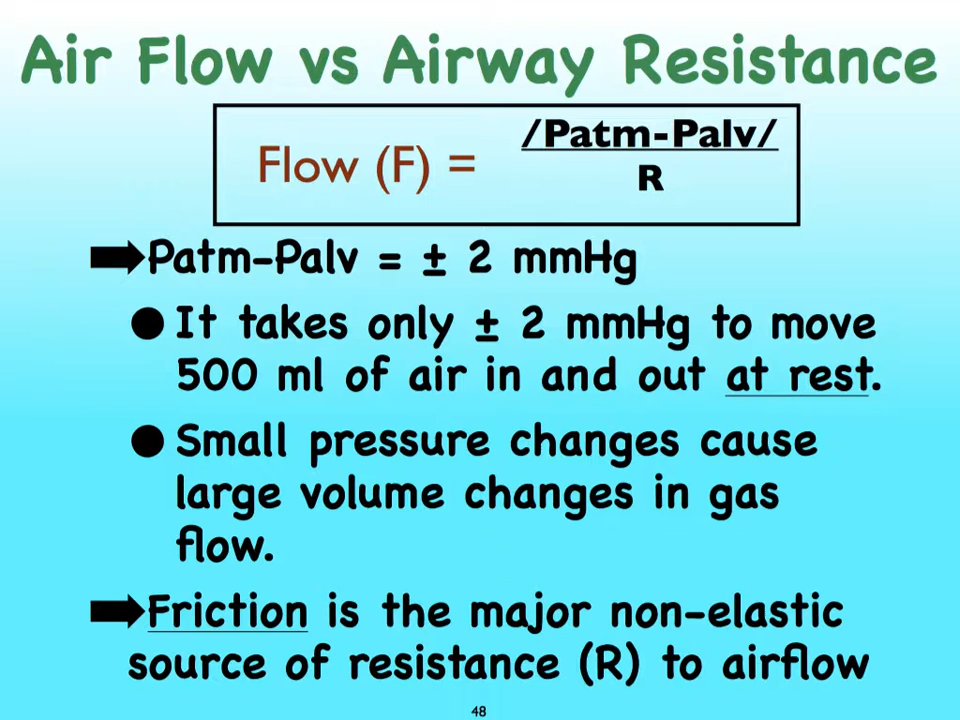 Air Flow vs Airway Resistance
Flow (F) = /Patm-Palv/
R
➡Patm-Palv = ± 2 mmHg
● It takes only ± 2 mmHg to move
500 ml of air in and out at rest.
● Small pressure changes cause
large volume changes in gas
flow.
➡Friction is the major non-elastic
source of resistance (R) to airflow
48